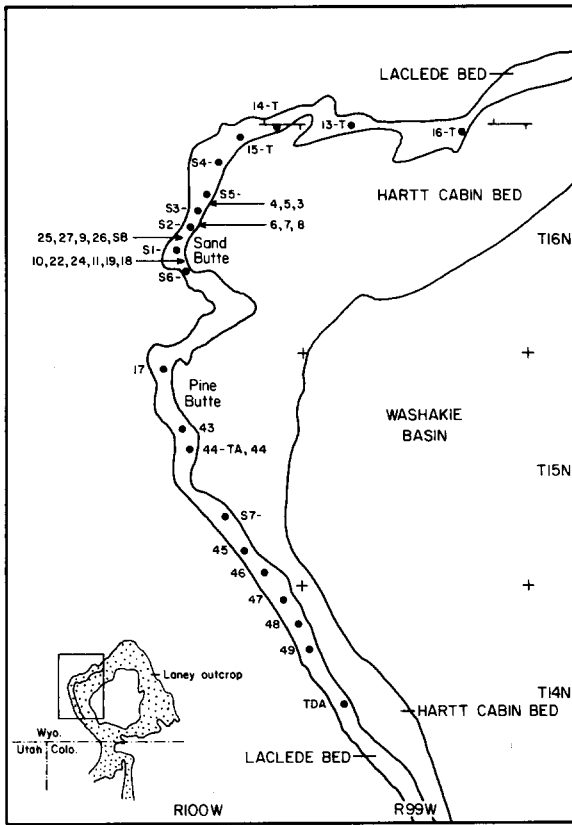 LACLEDE BED
14-T
13-T
16-T
15-T
S4-
HARTT CABIN BED
S5-
4, 5, 3
S3-
S2-
6, 7, 8
25, 27, 9, 26, SB
T16N
S1-
Sand
Butte
10, 22, 24, 11, 19, 18
S6-
17
Pine
Butte
WASHAKIE
BASIN
43
44-TA, 44
T15N
S7-
45
46
47
48
49
Laney outcrop
T14N
TDA
HARTT CABIN BED
Wyo.
Utah
Colo.
LACLEDE BED
R100W
R99W